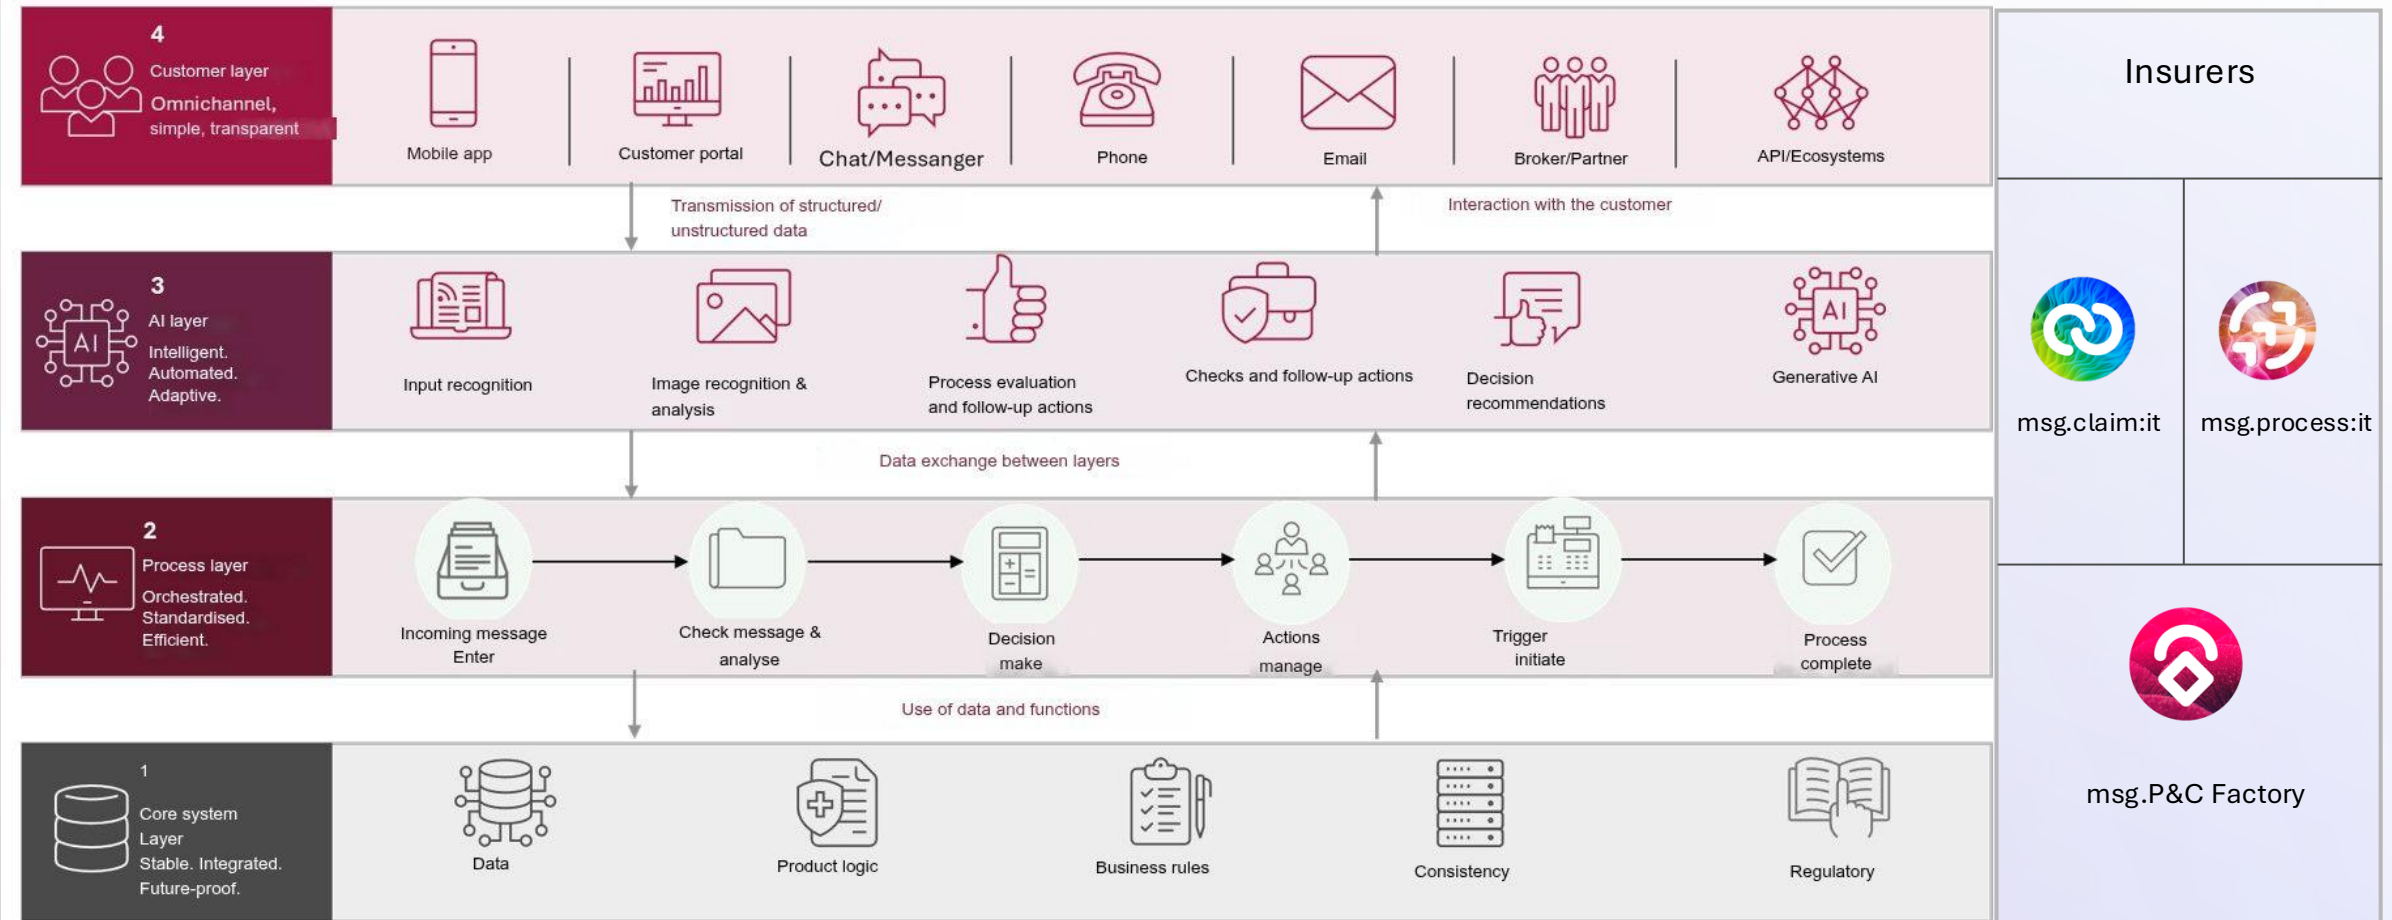 4
Customer layer
Omnichannel,
simple, transparent
Mobile app
Customer portal
Chat/Messanger
Phone
Email
Broker/Partner
API/Ecosystems
Insurers
Transmission of structured/
unstructured data
Interaction with the customer
3
AI layer
Intelligent.
Automated.
Adaptive.
AI
Input recognition
Image recognition &
analysis
Process evaluation
and follow-up actions
Checks and follow-up actions
Decision
recommendations
AI
Generative AI
msg.claim:it
msg.process:it
Data exchange between layers
2
Process layer
Orchestrated.
Standardised.
Efficient.
Incoming message
Enter
Check message &
analyse
Decision
make
Actions
manage
Trigger
initiate
Process
complete
Use of data and functions
1
Core system
Layer
Stable. Integrated.
Future-proof.
Data
Product logic
Business rules
Consistency
Regulatory
msg.P&C Factory